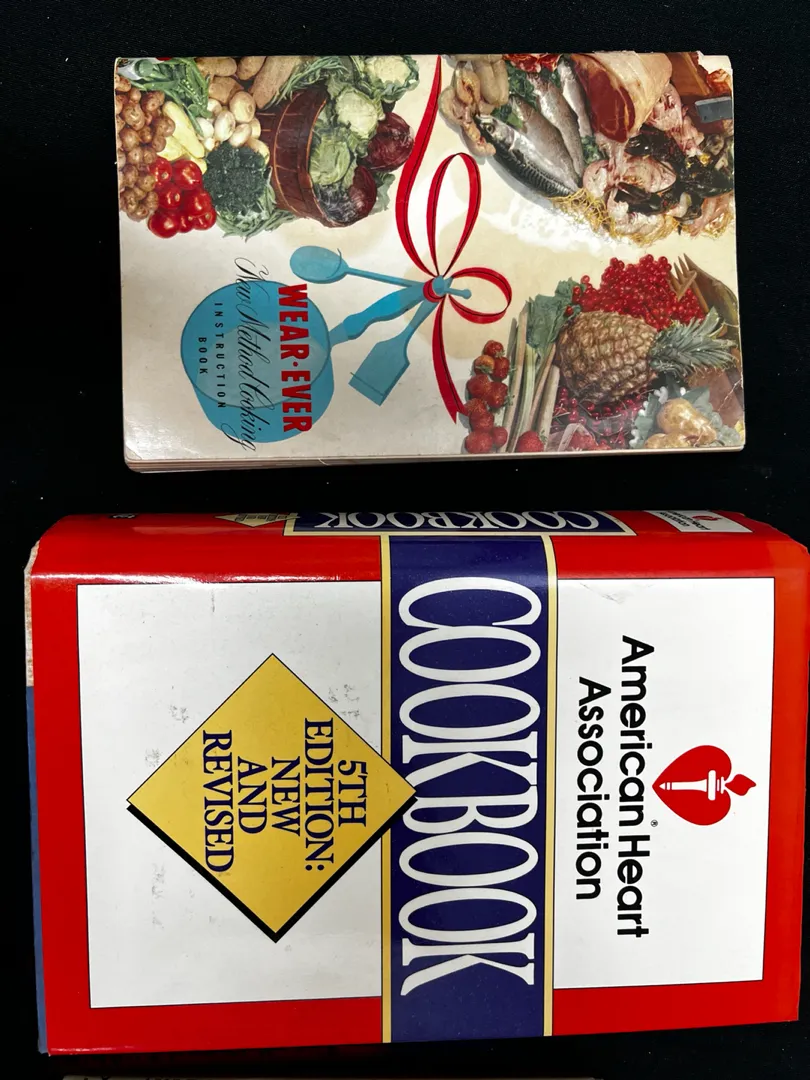 WEAR·EVER
New Method Cooking
INSTRUCTION
BOOK
COOKBOOK
American® Heart
Association
COOKBOOK
5TH
EDITION:
NEW
AND
REVISED